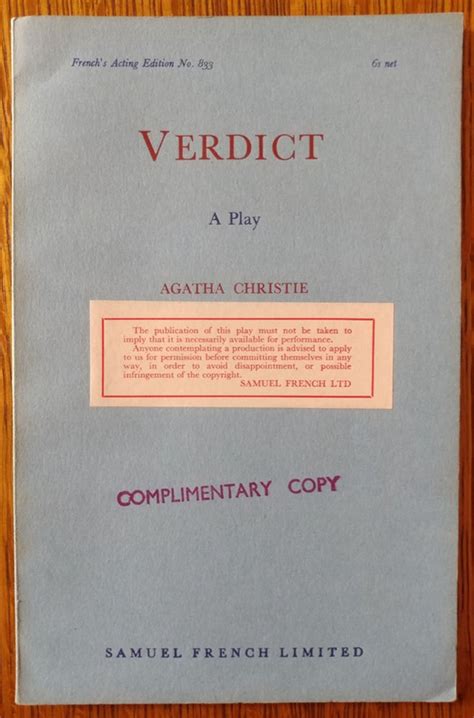 French's Acting Edition No. 833 6s net
VERDICT
A Play
AGATHA CHRISTIE
The publication of this play must not be taken to
imply that it is necessarily available for performance.
Anyone contemplating a production is advised to apply
to us for permission before committing themselves in any
way, in order to avoid disappointment, or possible
infringement of the copyright.
SAMUEL FRENCH LTD
COMPLIMENTARY COPY
SAMUEL FRENCH LIMITED